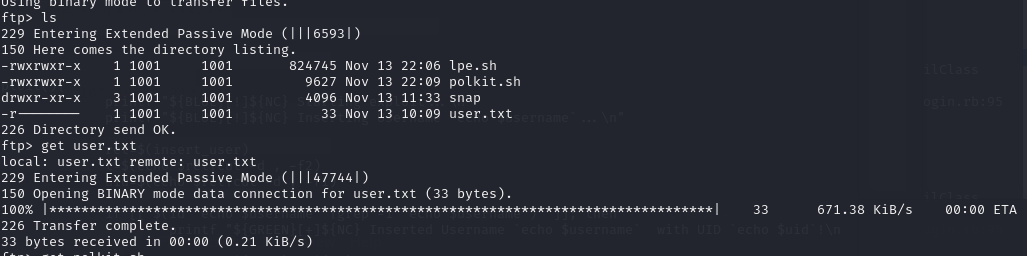 Using binary mode to transfer files.
ftp> ls
229 Entering Extended Passive Mode (|||6593|)
150 Here comes the directory listing.
-rwxrwxr-x    1 1001     1001       824745 Nov 13 22:06 lpe.sh
-rwxrwxr-x    1 1001     1001         9627 Nov 13 22:09 polkit.sh
drwxr-xr-x    3 1001     1001         4096 Nov 13 11:33 snap
-r--------    1 1001     1001           33 Nov 13 10:09 user.txt
226 Directory send OK.
ftp> get user.txt
local: user.txt remote: user.txt
229 Entering Extended Passive Mode (|||47744|)
150 Opening BINARY mode data connection for user.txt (33 bytes).
100% |***********************************************************************************|    33      671.38 KiB/s    00:00 ETA
226 Transfer complete.
33 bytes received in 00:00 (0.21 KiB/s)
ftp> get polkit.sh